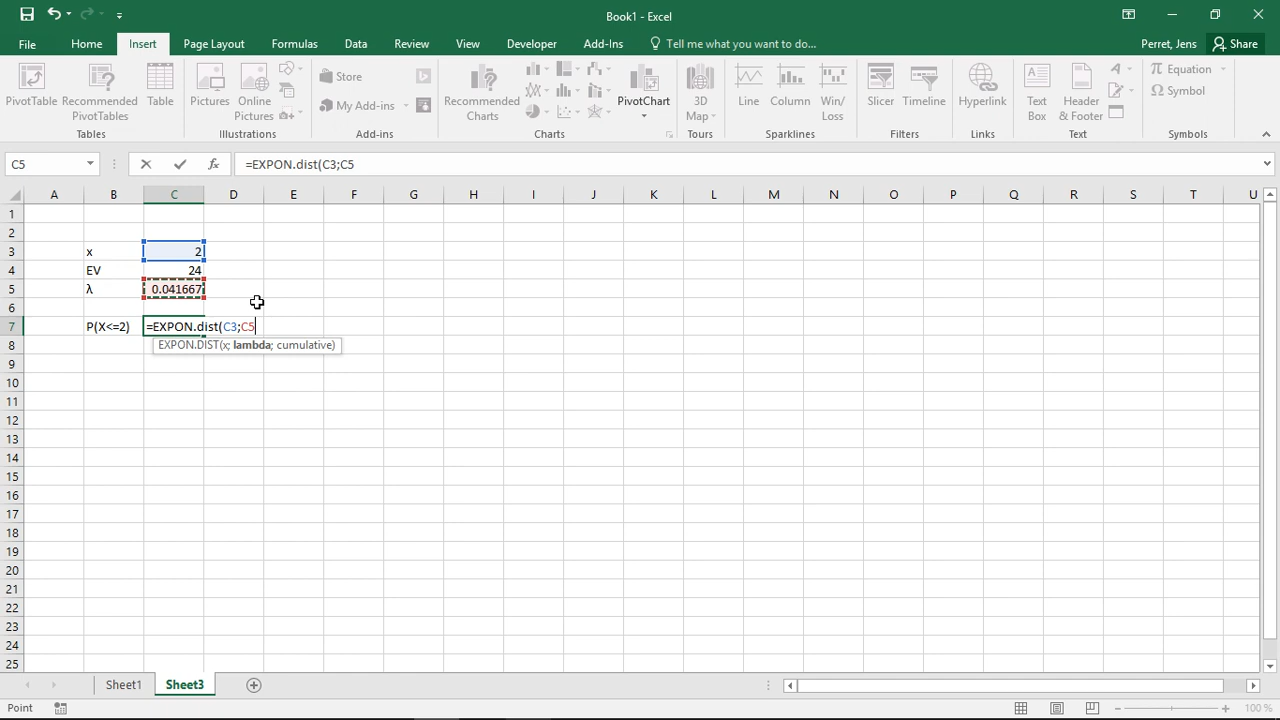 Book1 - Excel
File Home Insert Page Layout Formulas Data Review View Developer Add-Ins Tell me what you want to do... Perret, Jens Share
PivotTable
Recommended
PivotTables
Table
Tables
Pictures
Online
Pictures
Illustrations
Store
My Add-ins
Add-ins
Recommended
Charts
PivotChart
Charts
3D
Map
Tours
Line
Column
Win/
Loss
Sparklines
Slicer
Timeline
Filters
Hyperlink
Links
Text
Box
Header
& Footer
Text
Equation
Symbol
Symbols
C5 fx =EXPON.dist(C3;C5
A B C D E F G H I J K L M N O P Q R S T U
1
2
3 x 2
4 EV 24
5 λ 0.041667
6
7 P(X<=2) =EXPON.dist(C3;C5
EXPON.DIST(x; lambda; cumulative)
8
9
10
11
12
13
14
15
16
17
18
19
20
21
22
23
24
25
Sheet1 Sheet3
Point 100 %